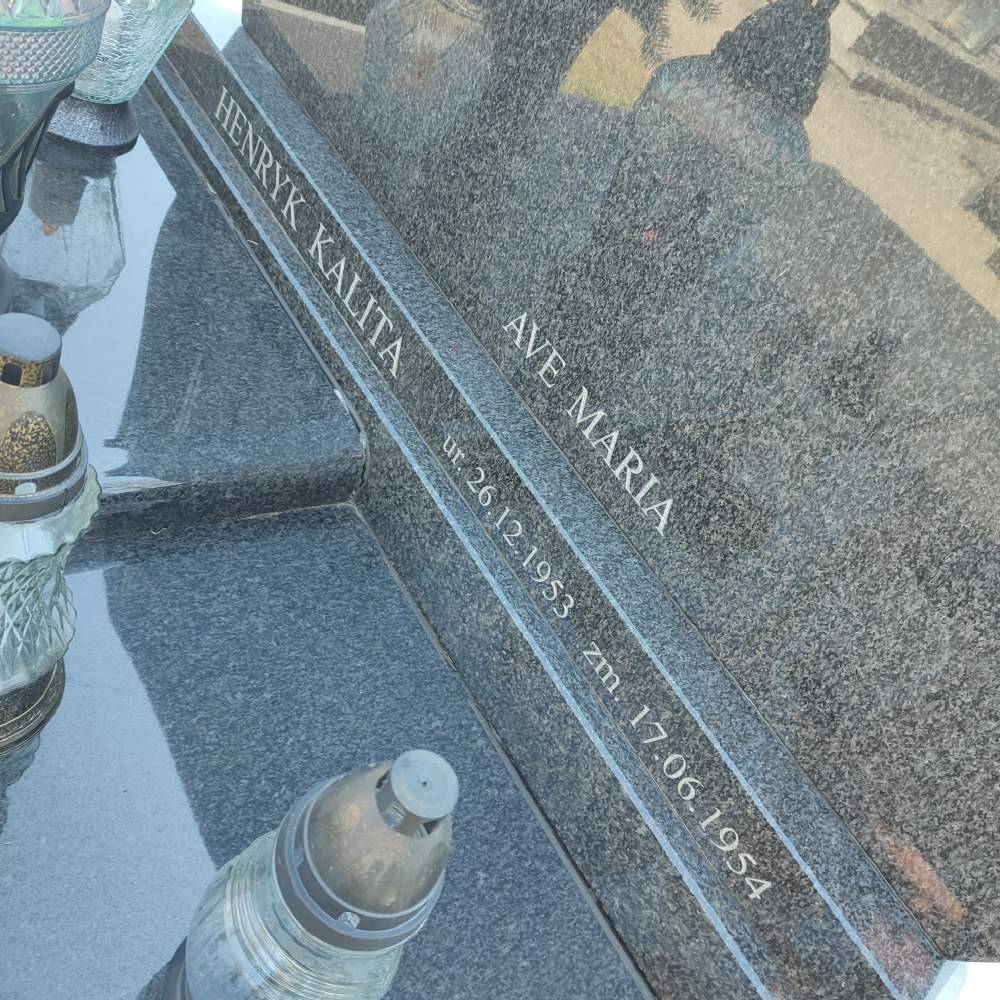 AVE MARIA
HENRYK KALITA ur. 26.12.1953 zm. 17.06.1954